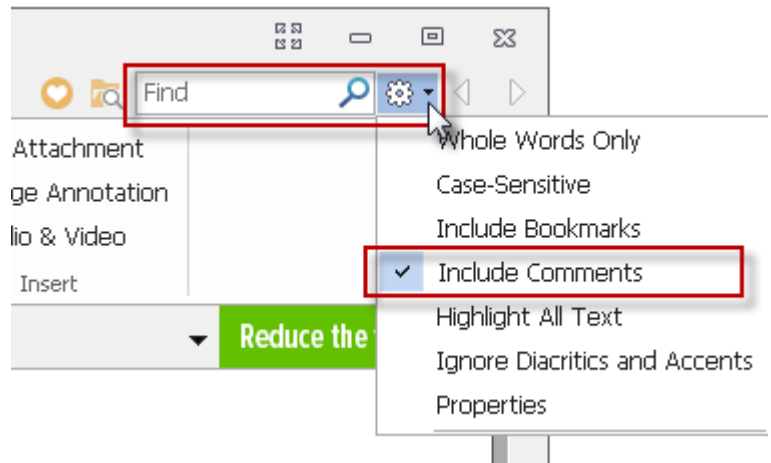 Find
Attachment
ge Annotation
lio & Video
Insert
Reduce the
Whole Words Only
Case-Sensitive
Include Bookmarks
Include Comments
Highlight All Text
Ignore Diacritics and Accents
Properties